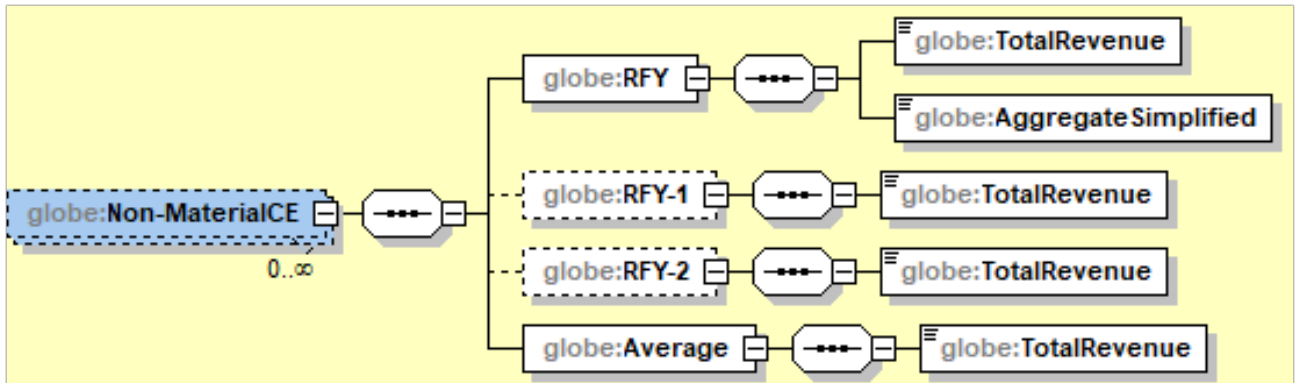 globe:TotalRevenue
globe:RFY
globe:AggregateSimplified
globe:RFY-1
globe:TotalRevenue
globe:Non-MaterialCE
0..∞
globe:RFY-2
globe:TotalRevenue
globe:Average
globe:TotalRevenue